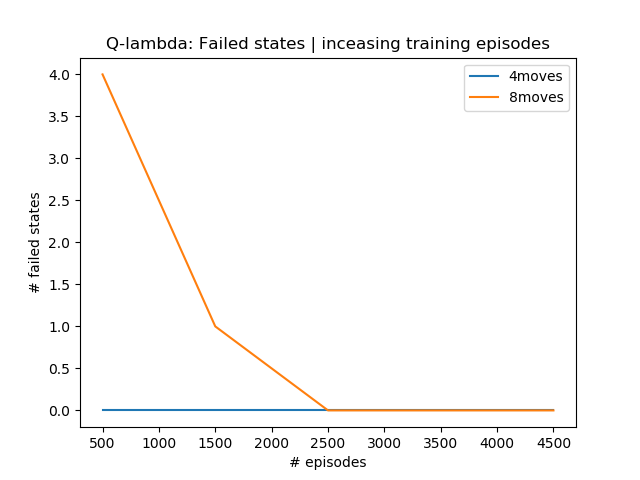 Q-lambda: Failed states | inceasing training episodes
4moves
8moves
4.0
3.5
3.0
2.5
2.0
1.5
1.0
0.5
0.0
# failed states
500 1000 1500 2000 2500 3000 3500 4000 4500
# episodes